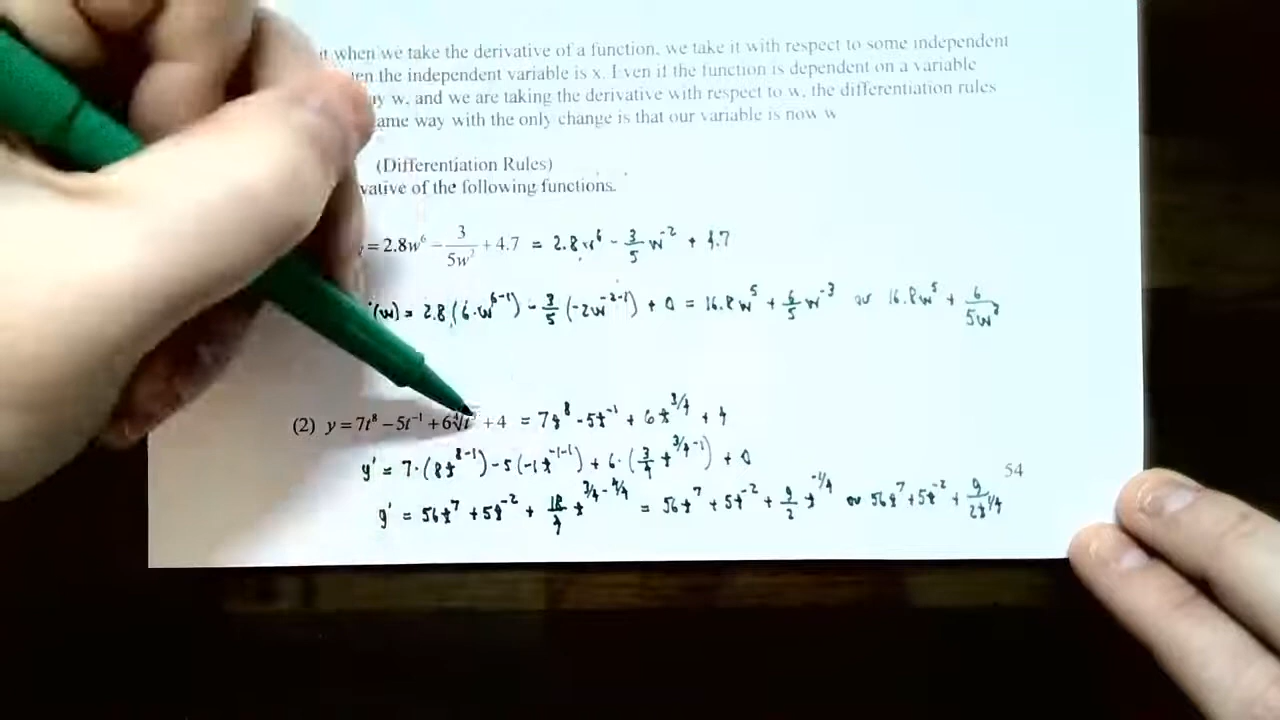 when we take the derivative of a function, we take it with respect to some independent
the independent variable is x. Even if the function is dependent on a variable
w, and we are taking the derivative with respect to w, the differentiation rules
ame way with the only change is that our variable is now w
(Differentiation Rules)
vative of the following functions.
= 2.8w⁶ − 3/5w² + 4.7 = 2.8w⁶ - 3/5 w⁻² + 4.7
'(w) = 2.8(6·w⁶⁻¹) - 3/5(-2w⁻²⁻¹) + 0 = 16.8w⁵ + 6/5 w⁻³ or 16.8w⁵ + 6/5w³
(2) y = 7t⁸ − 5t⁻¹ + 6∜t³ + 4 = 7t⁸ - 5t⁻¹ + 6t^3/4 + 4
y' = 7·(8t⁸⁻¹) - 5(-1t⁻¹⁻¹) + 6·(3/4 t^3/4-1) + 0
54
y' = 56t⁷ + 5t⁻² + 18/4 t^3/4-4/4 = 56t⁷ + 5t⁻² + 9/2 t^-1/4 or 56t⁷ + 5t⁻² + 9/2t^1/4